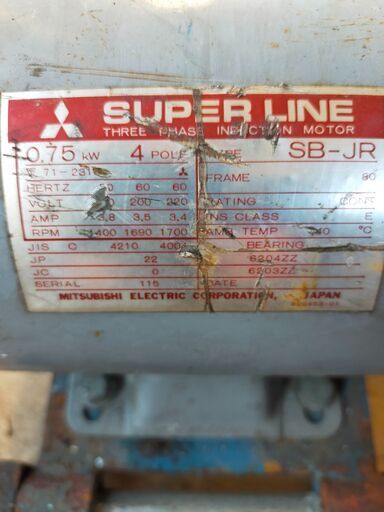 SUPER LINE
THREE PHASE INDUCTION MOTOR
0.75 kW 4 POLE TYPE SB-JR
FRAME 80
HERTZ 60 60
VOLT 200 200-220 RATING CONT
AMP 3.8 3.5 3.4 INS CLASS E
RPM 1400 1690 1700 AMB TEMP °C
JIS C 4210 4004 BEARING
JP 22 6204ZZ
JC 0 6203ZZ
SERIAL 115 DATE
MITSUBISHI ELECTRIC CORPORATION, JAPAN